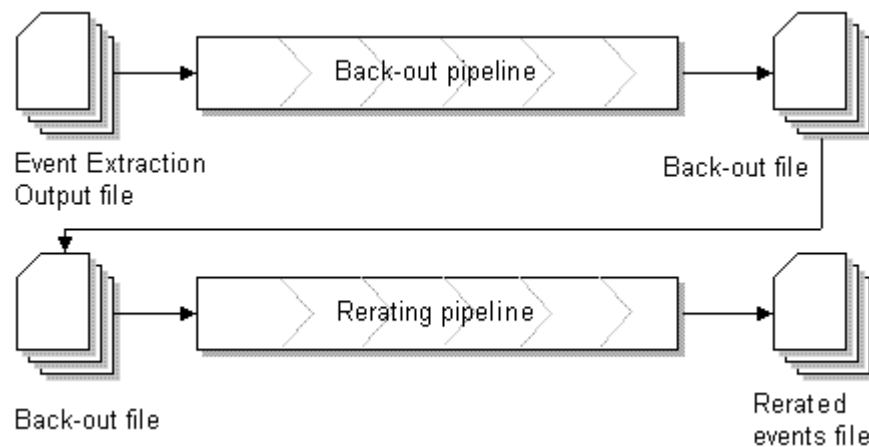 Back-out pipeline
Event Extraction
Output file
Back-out file
Rerating pipeline
Back-out file
Rerated
events file